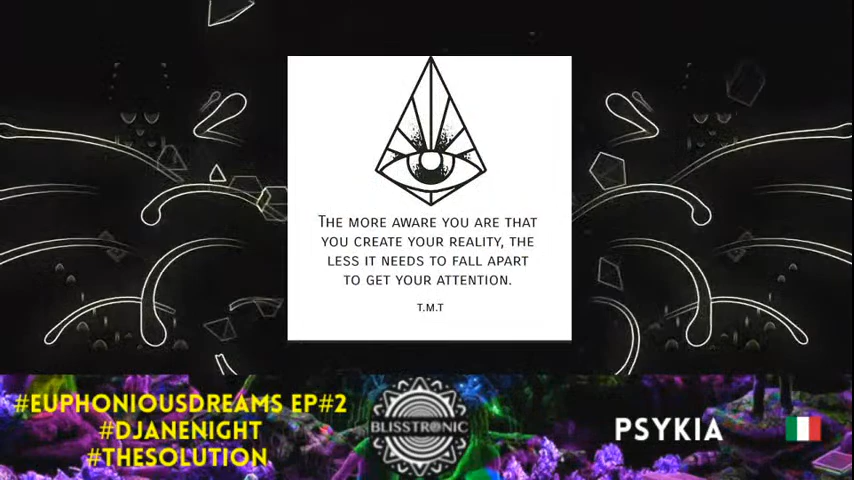 The more aware you are that
you create your reality, the
less it needs to fall apart
to get your attention.
T.M.T
#EUPHONIOUSDREAMS EP#2
#DJANENIGHT
#THESOLUTION
BLISSTRONIC
PSYKIA